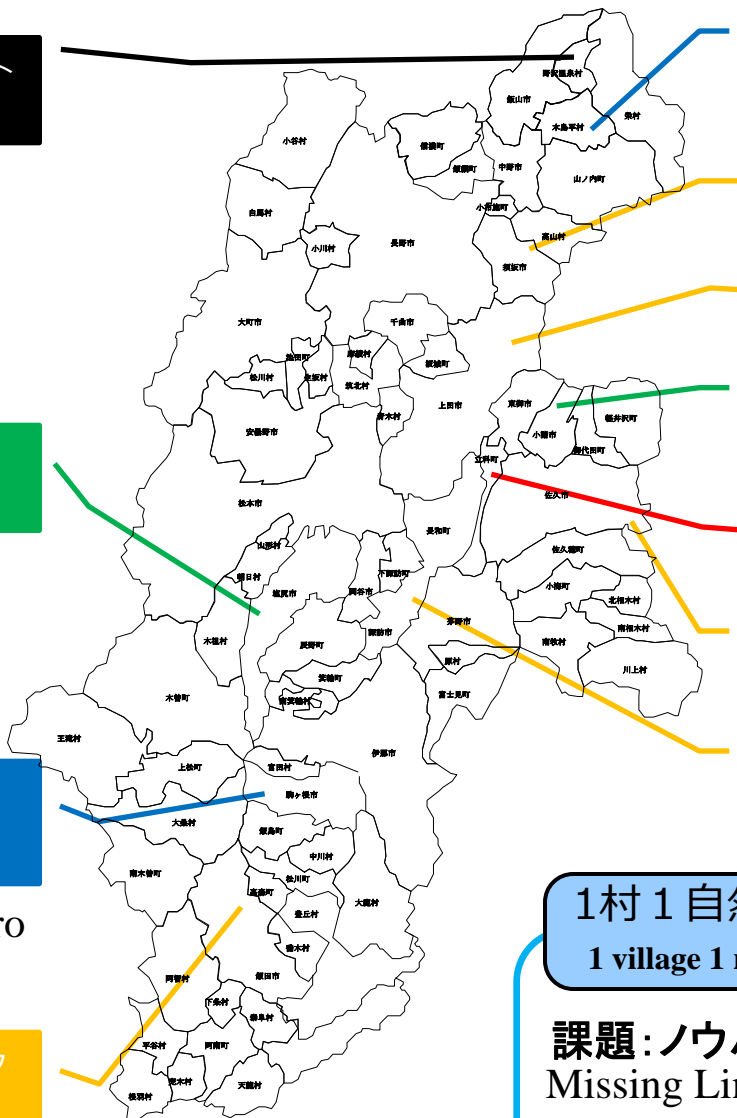 野沢温泉村
飯山市
栄村
木島平村
小谷村
信濃町
飯綱町
中野市
山ノ内町
小布施町
白馬村
高山村
小川村
長野市
須坂市
大町市
千曲市
池田町
麻績村
坂城町
松川村
生坂村
筑北村
上田市
東御市
軽井沢町
青木村
安曇野市
小諸市
御代田町
立科町
佐久市
松本市
長和町
山形村
佐久穂町
朝日村
下諏訪町
塩尻市
岡谷市
小海町
北相木村
茅野市
南相木村
木祖村
辰野町
諏訪市
南牧村
原村
川上村
箕輪町
木曽町
南箕輪村
富士見町
王滝村
伊那市
上松町
宮田村
駒ヶ根市
大桑村
飯島町
中川村
南木曽町
松川町
高森町
大鹿村
豊丘村
ro
喬木村
阿智村
飯田市
下条村
泰阜村
平谷村
阿南町
売木村
天龍村
根羽村
1村1自然
1 village 1 r
課題：ノウハ
Missing Lin